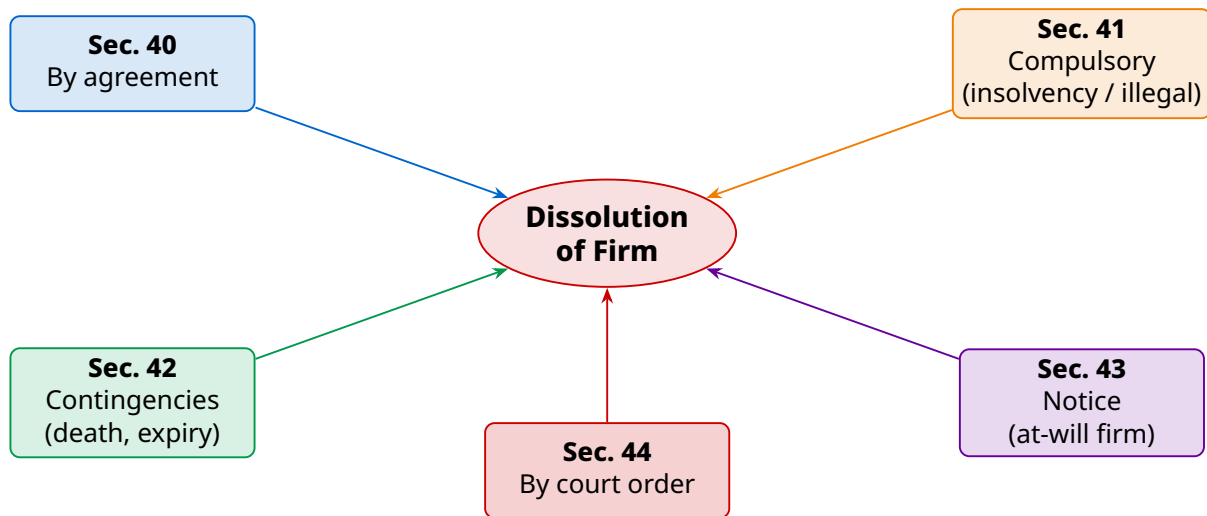 Sec. 40
By agreement
Sec. 41
Compulsory
(insolvency / illegal)
Dissolution
of Firm
Sec. 42
Contingencies
(death, expiry)
Sec. 44
By court order
Sec. 43
Notice
(at-will firm)